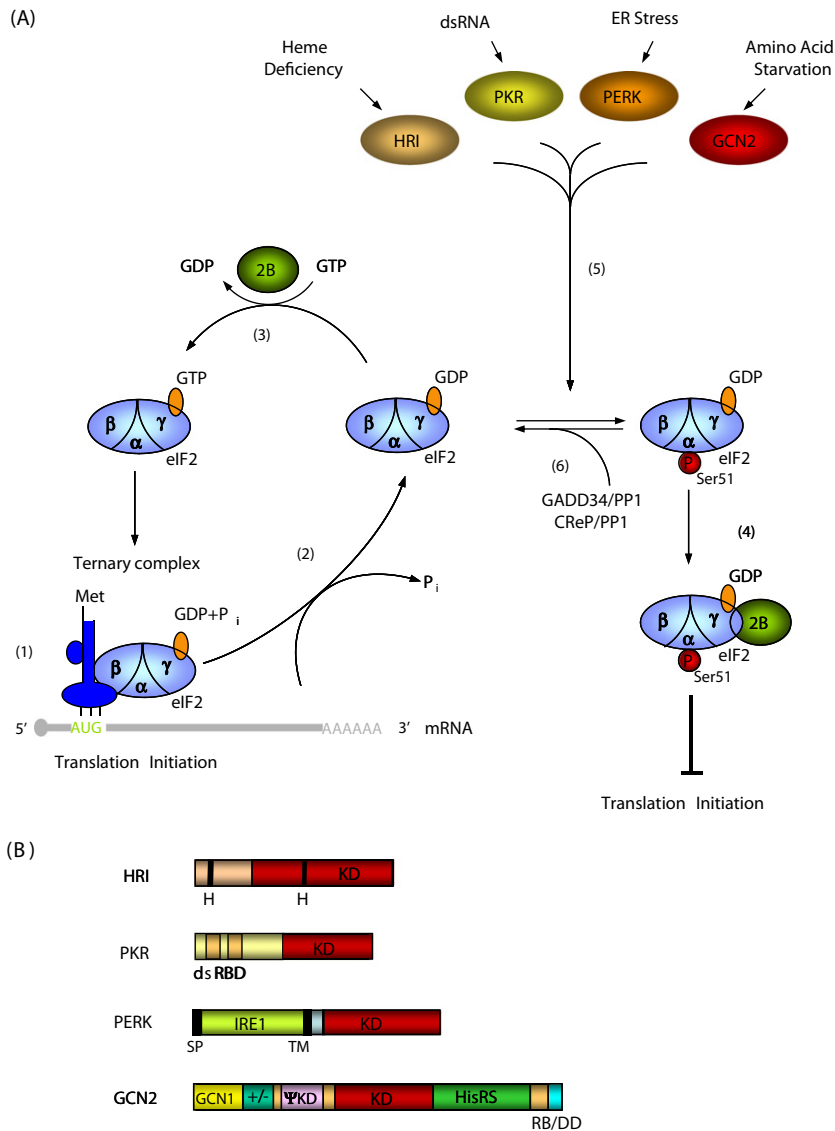 (A)
Heme
Deficiency
dsRNA
ER Stress
Amino Acid
Starvation
HRI
PKR
PERK
GCN2
(5)
GDP
2B
GTP
(3)
GTP
β
γ
α
eIF2
GDP
β
γ
α
eIF2
GDP
β
γ
α
eIF2
P
Ser51
(6)
GADD34/PP1
CReP/PP1
(4)
Ternary complex
Met
(2)
P i
GDP+P i
(1)
β
γ
α
eIF2
GDP
β
γ
α
eIF2
2B
P
Ser51
5′
AUG
AAAAAA
3′ mRNA
Translation Initiation
Translation Initiation
(B)
HRI
KD
H
H
PKR
KD
dsRBD
PERK
IRE1
KD
SP
TM
GCN2
GCN1
+/-
ΨKD
KD
HisRS
RB/DD